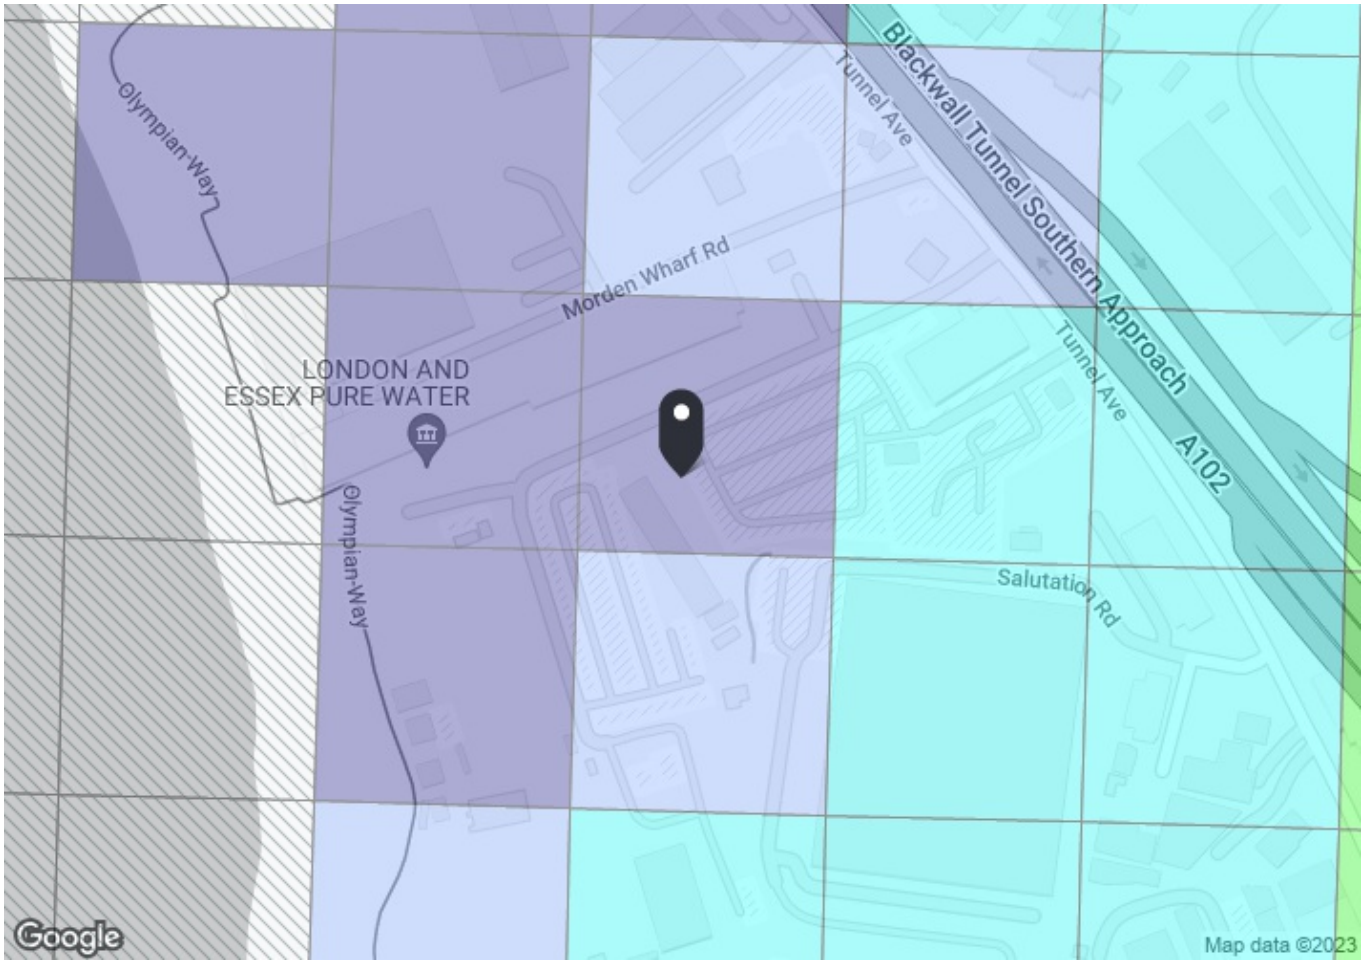 Blackwall Tunnel Southern Approach
Tunnel Ave
Olympian-Way
Morden Wharf Rd
LONDON AND
ESSEX PURE WATER
Tunnel Ave
A102
Olympian-Way
Salutation Rd
Google
Map data ©2023